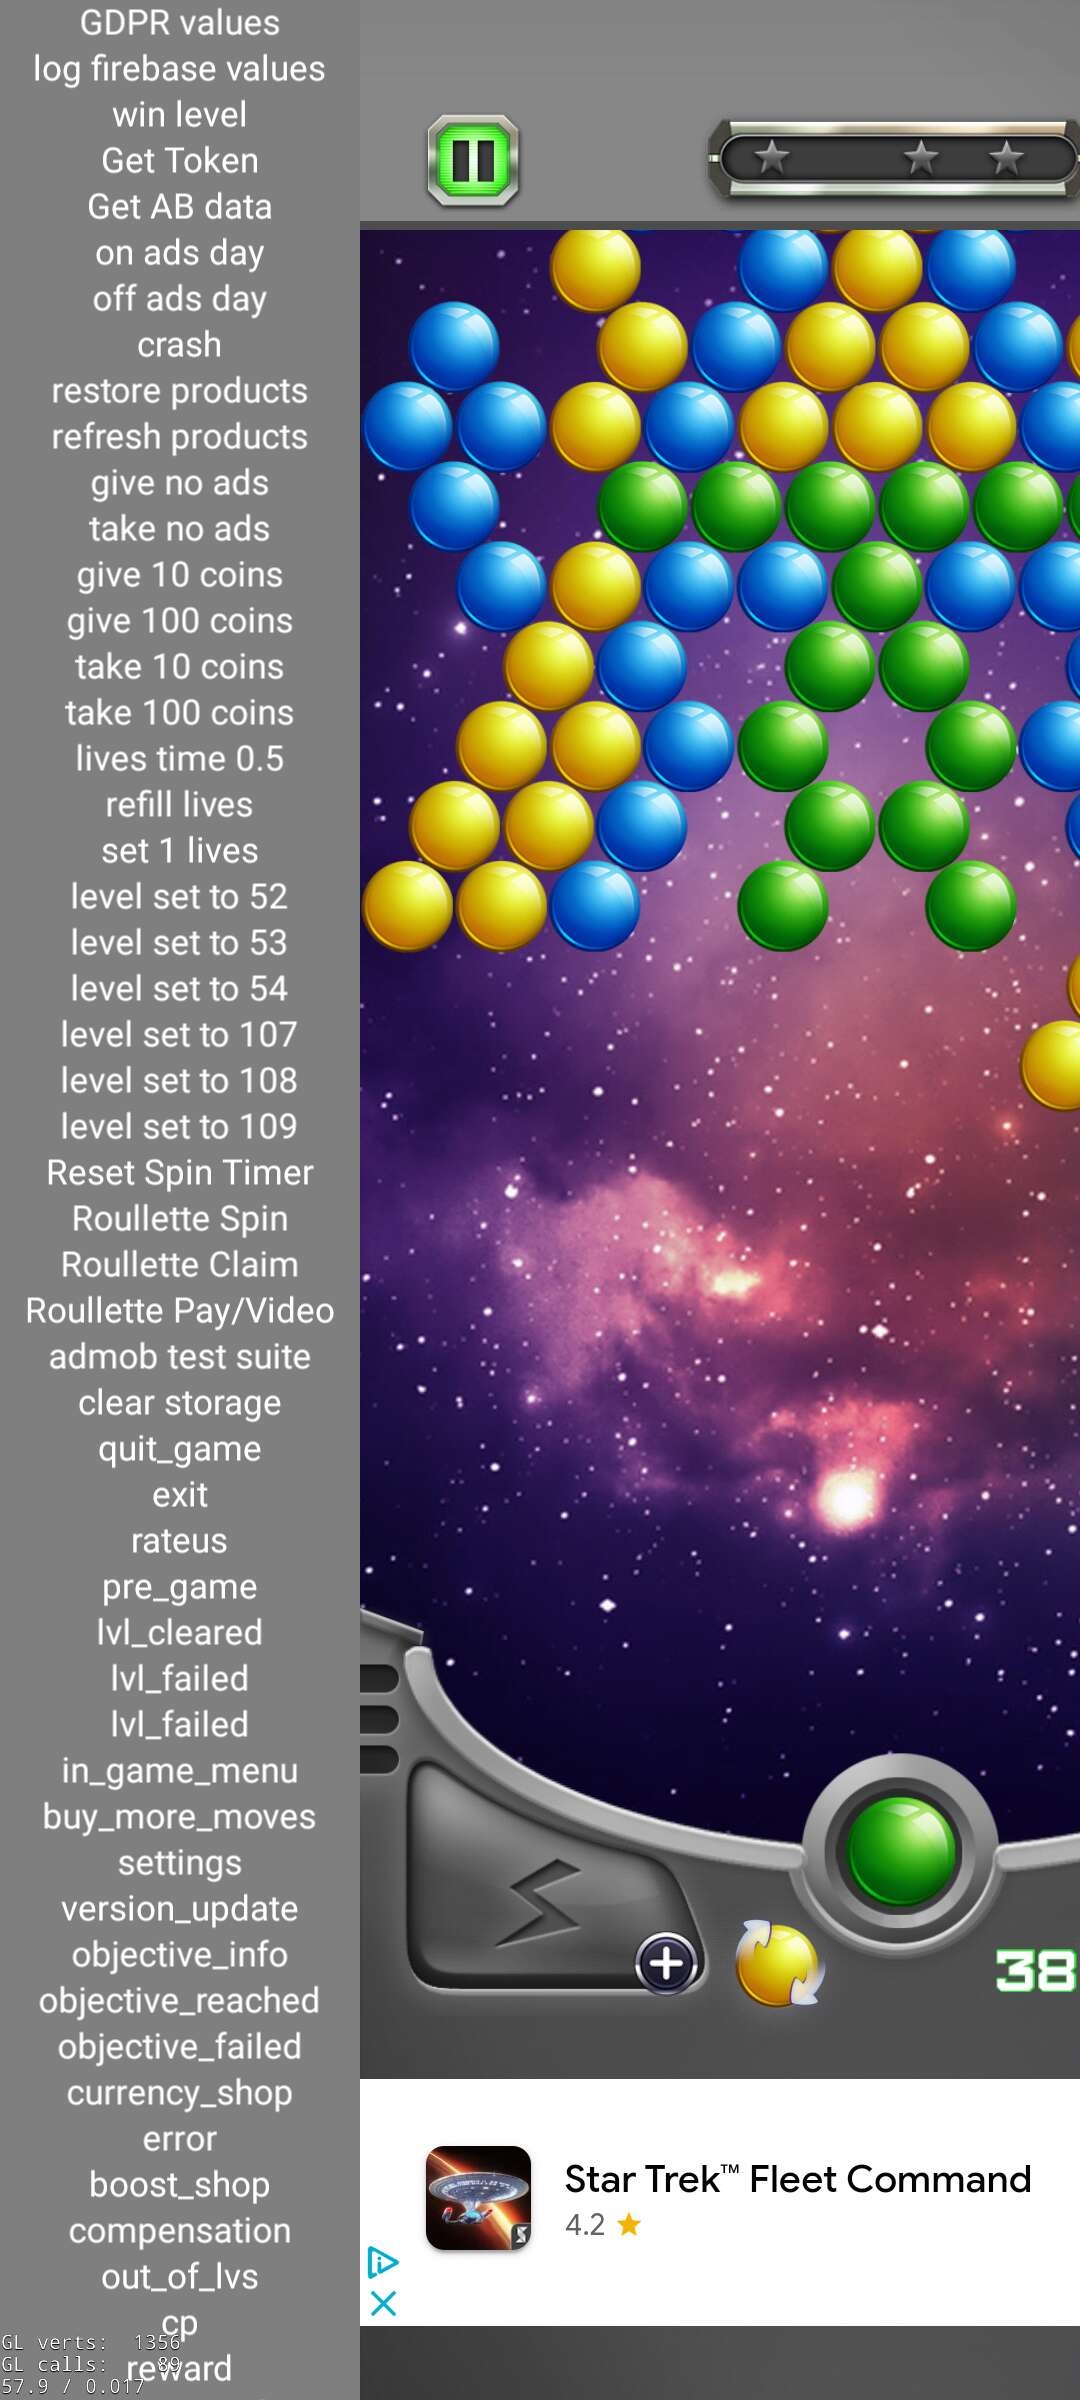 GDPR values
log firebase values
win level
Get Token
Get AB data
on ads day
off ads day
crash
restore products
refresh products
give no ads
take no ads
give 10 coins
give 100 coins
take 10 coins
take 100 coins
lives time 0.5
refill lives
set 1 lives
level set to 52
level set to 53
level set to 54
level set to 107
level set to 108
level set to 109
Reset Spin Timer
Roullette Spin
Roullette Claim
Roullette Pay/Video
admob test suite
clear storage
quit_game
exit
rateus
pre_game
lvl_cleared
lvl_failed
lvl_failed
in_game_menu
buy_more_moves
settings
version_update
objective_info
objective_reached
objective_failed
currency_shop
error
boost_shop
compensation
out_of_lvs
cp
reward
GL verts: 1356
GL calls: 89
57.9 / 0.017
38
Star Trek™ Fleet Command
4.2